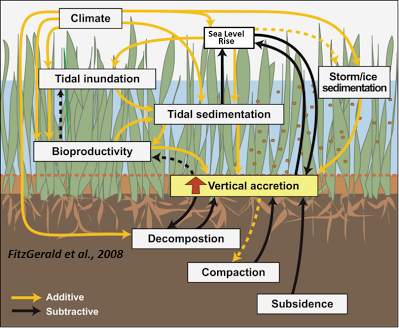 Climate
Sea Level
Rise
Tidal inundation
Storm/ice
sedimentation
Tidal sedimentation
Bioproductivity
Vertical accretion
Decompostion
FitzGerald et al., 2008
Compaction
Subsidence
Additive
Subtractive